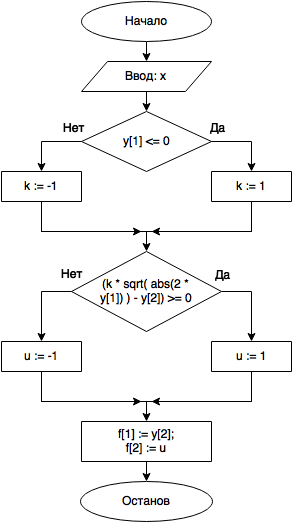 Начало
Ввод: x
Нет
Да
y[1] <= 0
k := -1
k := 1
Нет
Да
(k * sqrt( abs(2 *
y[1]) ) - y[2]) >= 0
u := -1
u := 1
f[1] := y[2];
f[2] := u
Останов